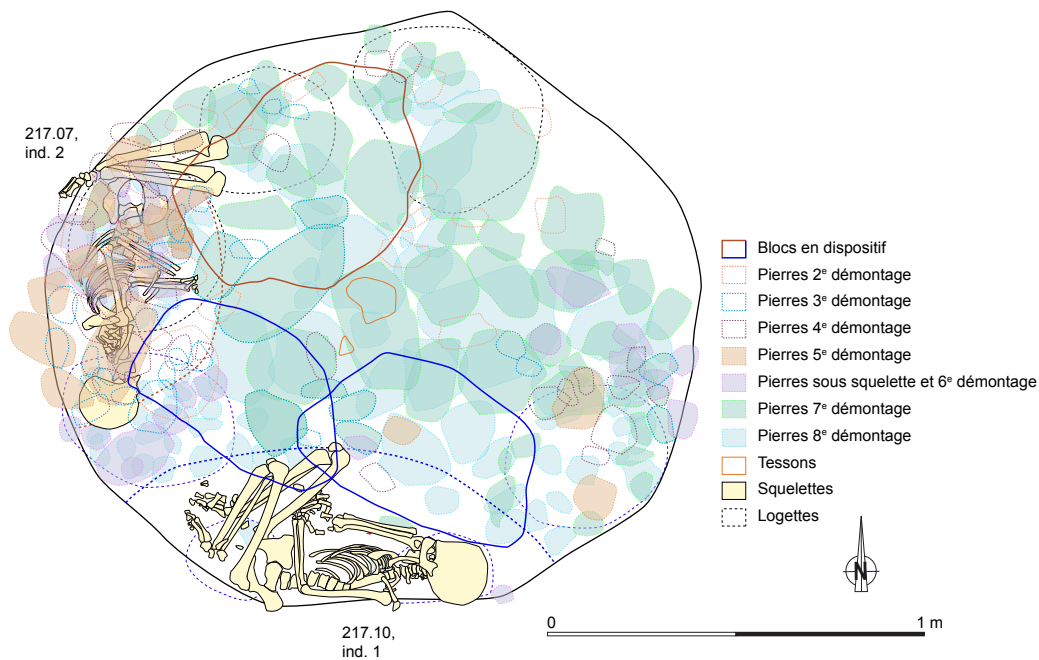 217.07,
ind. 2
Blocs en dispositif
Pierres 2e démontage
Pierres 3e démontage
Pierres 4e démontage
Pierres 5e démontage
Pierres sous squelette et 6e démontage
Pierres 7e démontage
Pierres 8e démontage
Tessons
Squelettes
Logettes
N
217.10,
ind. 1
0
1 m